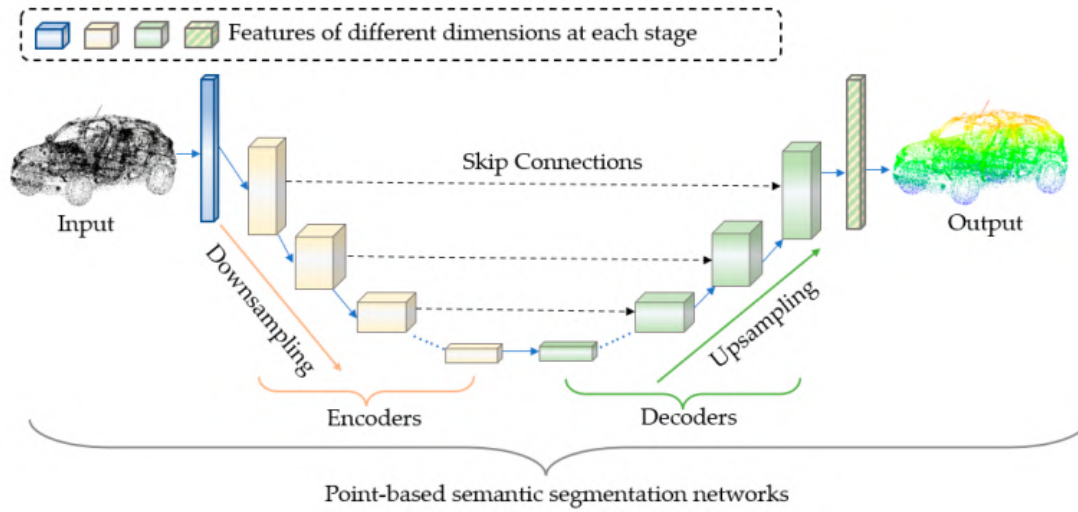 Features of different dimensions at each stage
Skip Connections
Input
Output
Downsampling
Upsampling
Encoders
Decoders
Point-based semantic segmentation networks